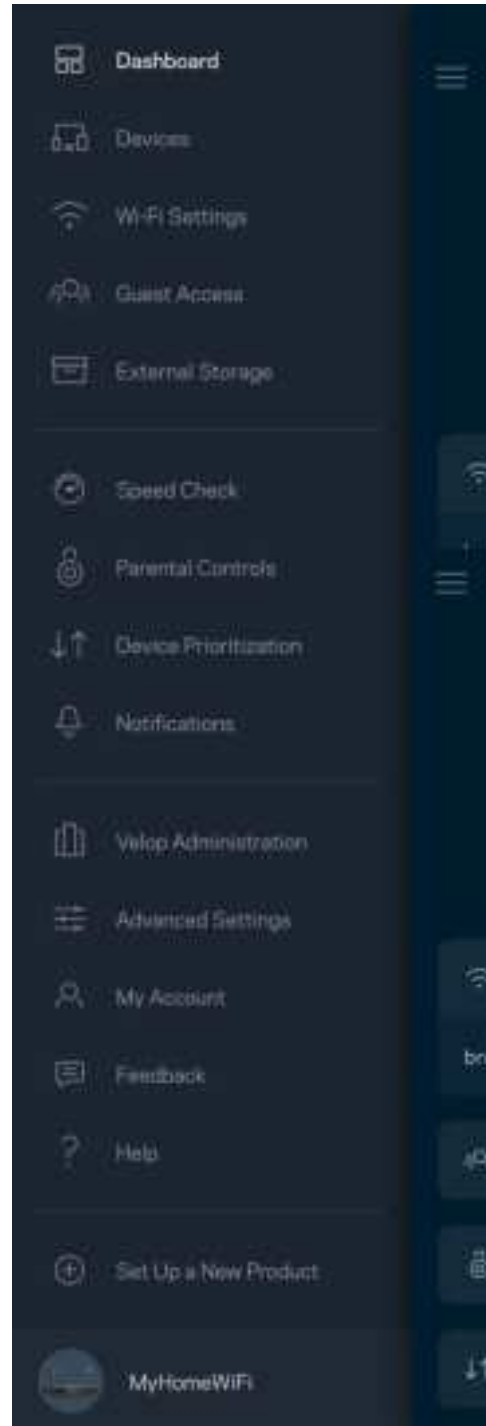 Dashboard
Devices
Wi-Fi Settings
Guest Access
External Storage
Speed Check
Parental Controls
Device Prioritization
Notifications
Velop Administration
Advanced Settings
My Account
Feedback
bre
?
Help
Set Up a New Product
MyHomeWiFi